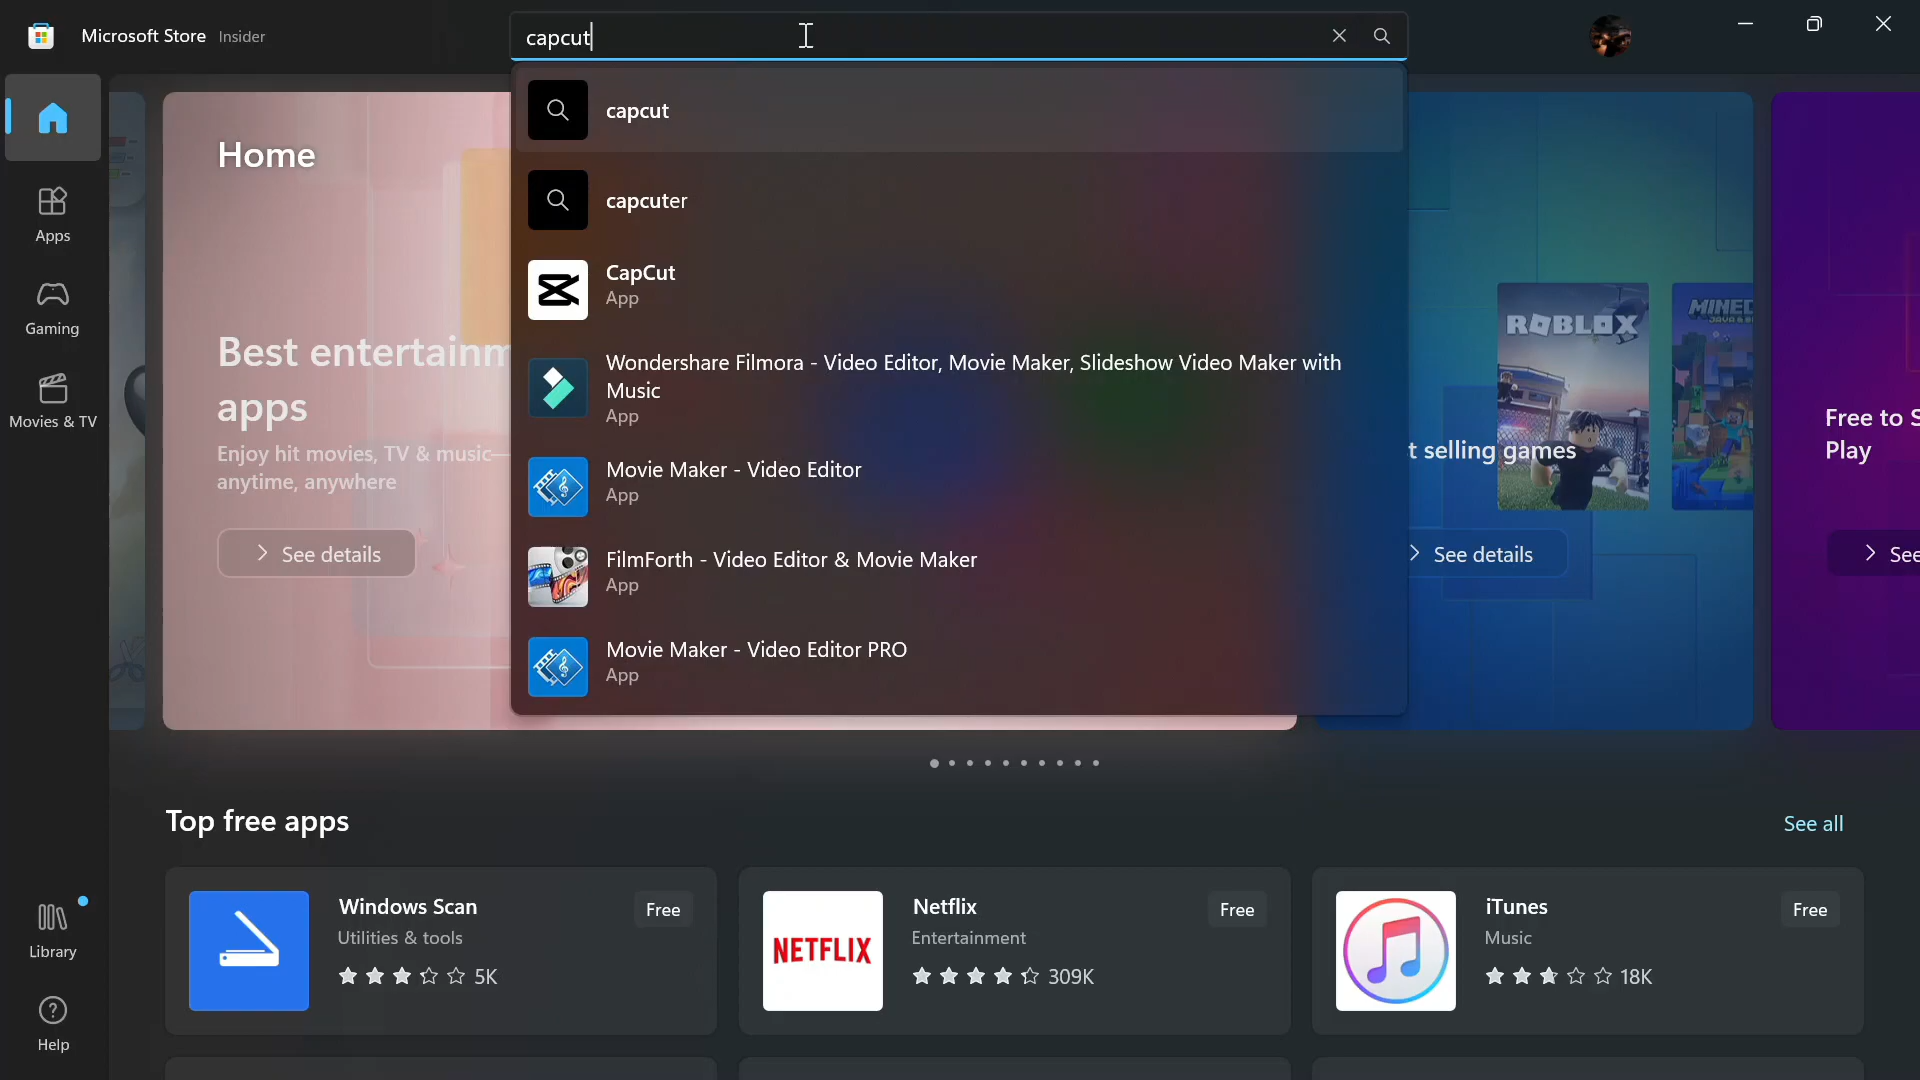 Microsoft Store Insider
capcut
capcut
capcuter
CapCut
App
Wondershare Filmora - Video Editor, Movie Maker, Slideshow Video Maker with
Music
App
Movie Maker - Video Editor
App
FilmForth - Video Editor & Movie Maker
App
Movie Maker - Video Editor PRO
App
Apps
Gaming
Movies & TV
Library
Help
Home
Best entertainm
apps
Enjoy hit movies, TV & music—
anytime, anywhere
See details
ROBLOX
MINEC
JAVA & B
t selling games
See details
Free to S
Play
See
Top free apps
See all
Windows Scan
Free
Utilities & tools
5K
NETFLIX
Netflix
Free
Entertainment
309K
iTunes
Free
Music
18K